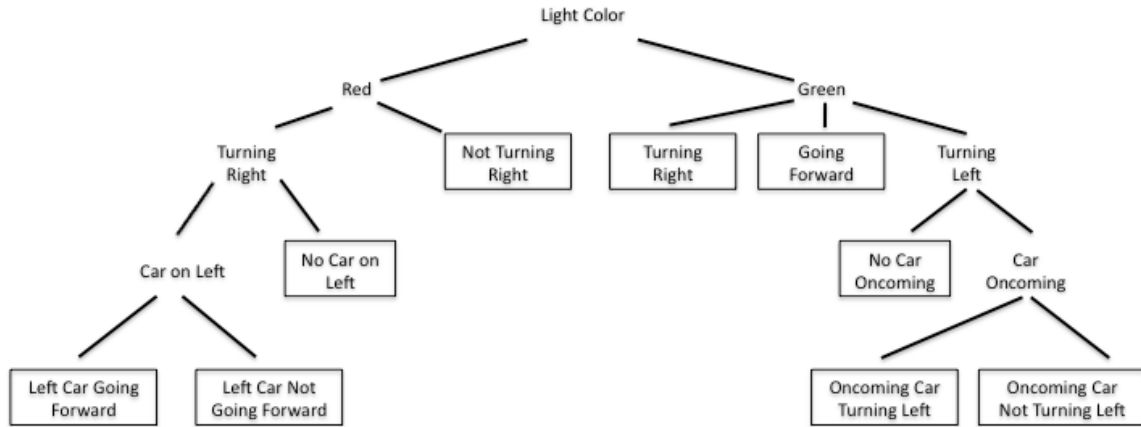 Light Color
Red
Green
Turning
Right
Not Turning
Right
Turning
Right
Going
Forward
Turning
Left
Car on Left
No Car on
Left
No Car
Oncoming
Car
Oncoming
Left Car Going
Forward
Left Car Not
Going Forward
Oncoming Car
Turning Left
Oncoming Car
Not Turning Left